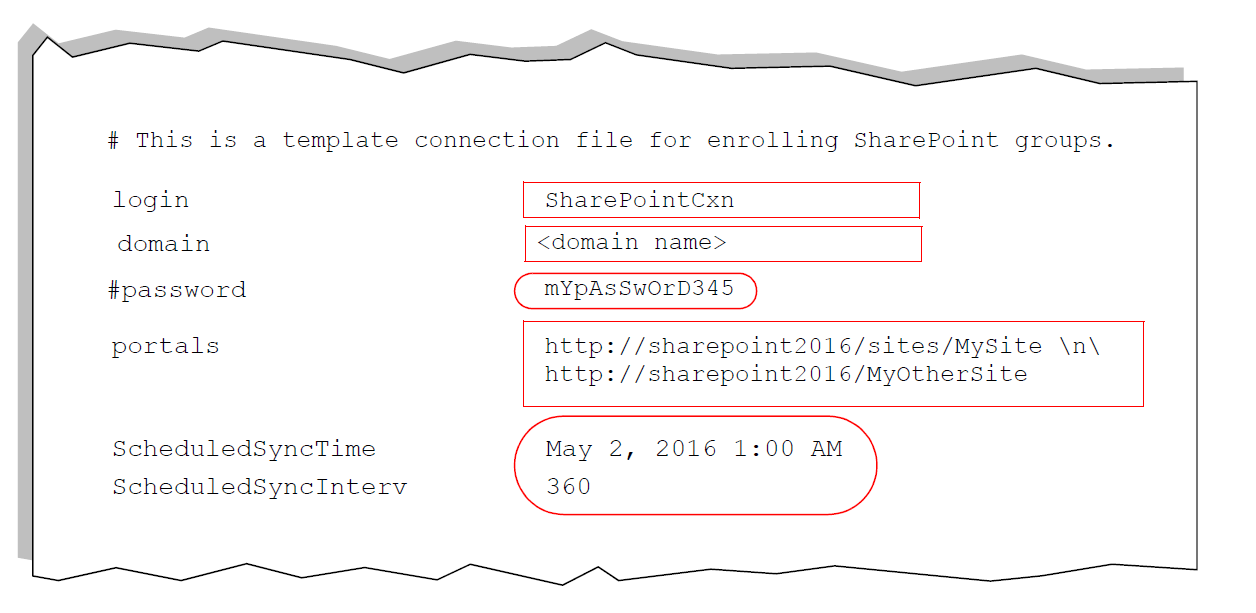 # This is a template connection file for enrolling SharePoint groups.
login SharePointCxn
domain <domain name>
#password mYpAsSwOrD345
portals http://sharepoint2016/sites/MySite \n\
http://sharepoint2016/MyOtherSite
ScheduledSyncTime May 2, 2016 1:00 AM
ScheduledSyncInterv 360